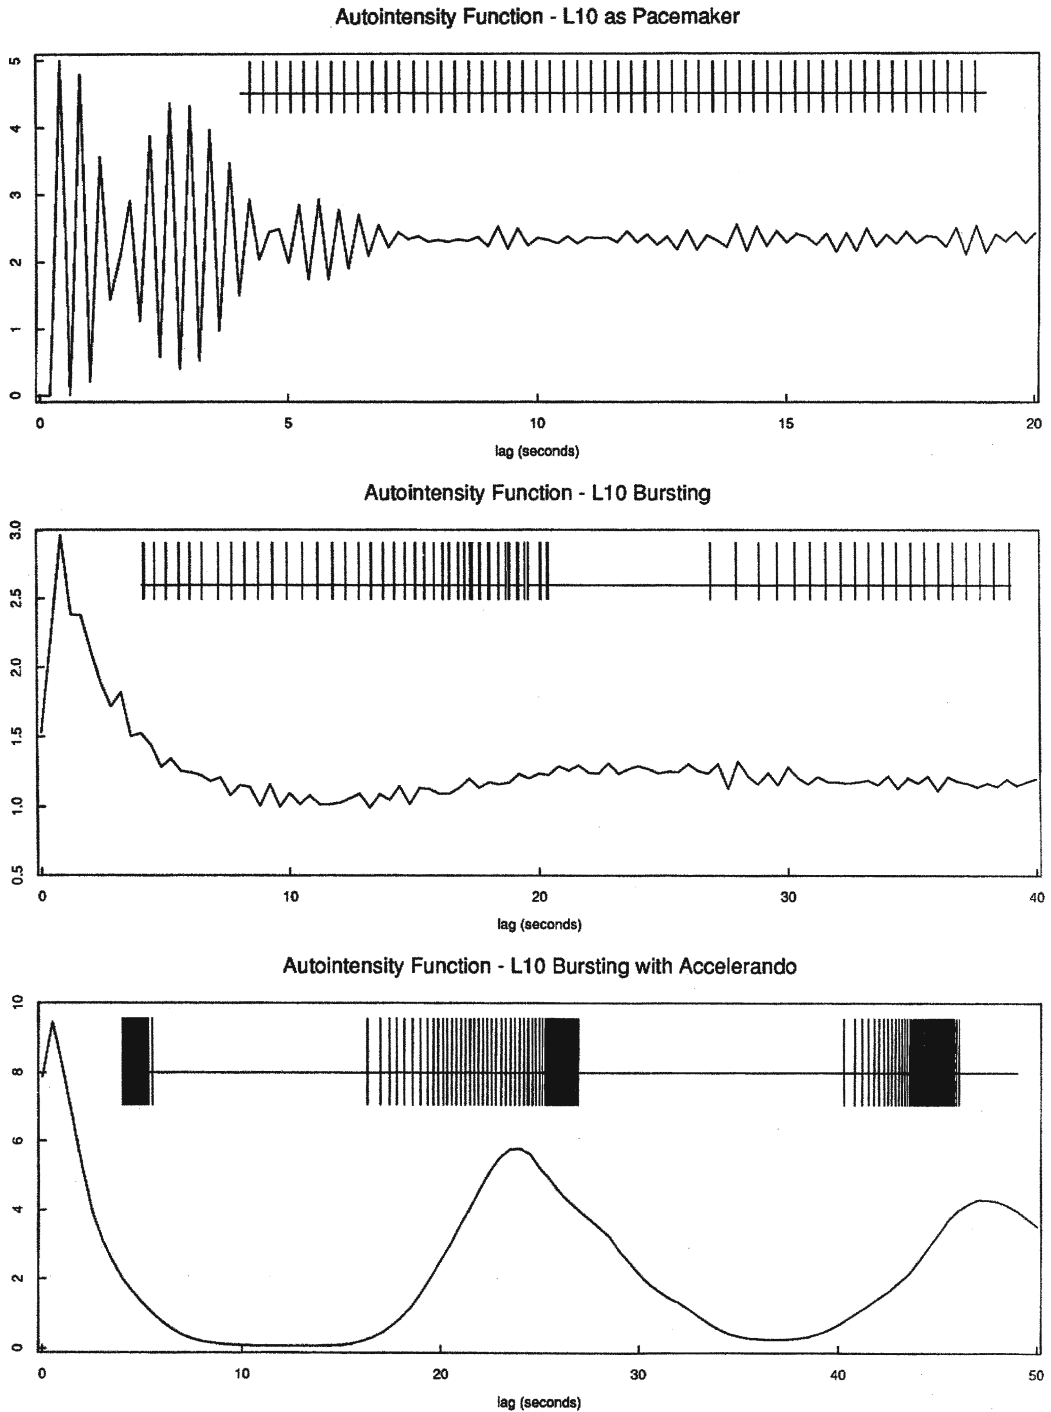 Autointensity Function - L10 as Pacemaker
5
4
3
2
1
0
0 5 10 15 20
lag (seconds)
Autointensity Function - L10 Bursting
3.0
2.5
2.0
1.5
1.0
0.5
0 10 20 30 40
lag (seconds)
Autointensity Function - L10 Bursting with Accelerando
10
8
6
4
2
0
0 10 20 30 40 50
lag (seconds)